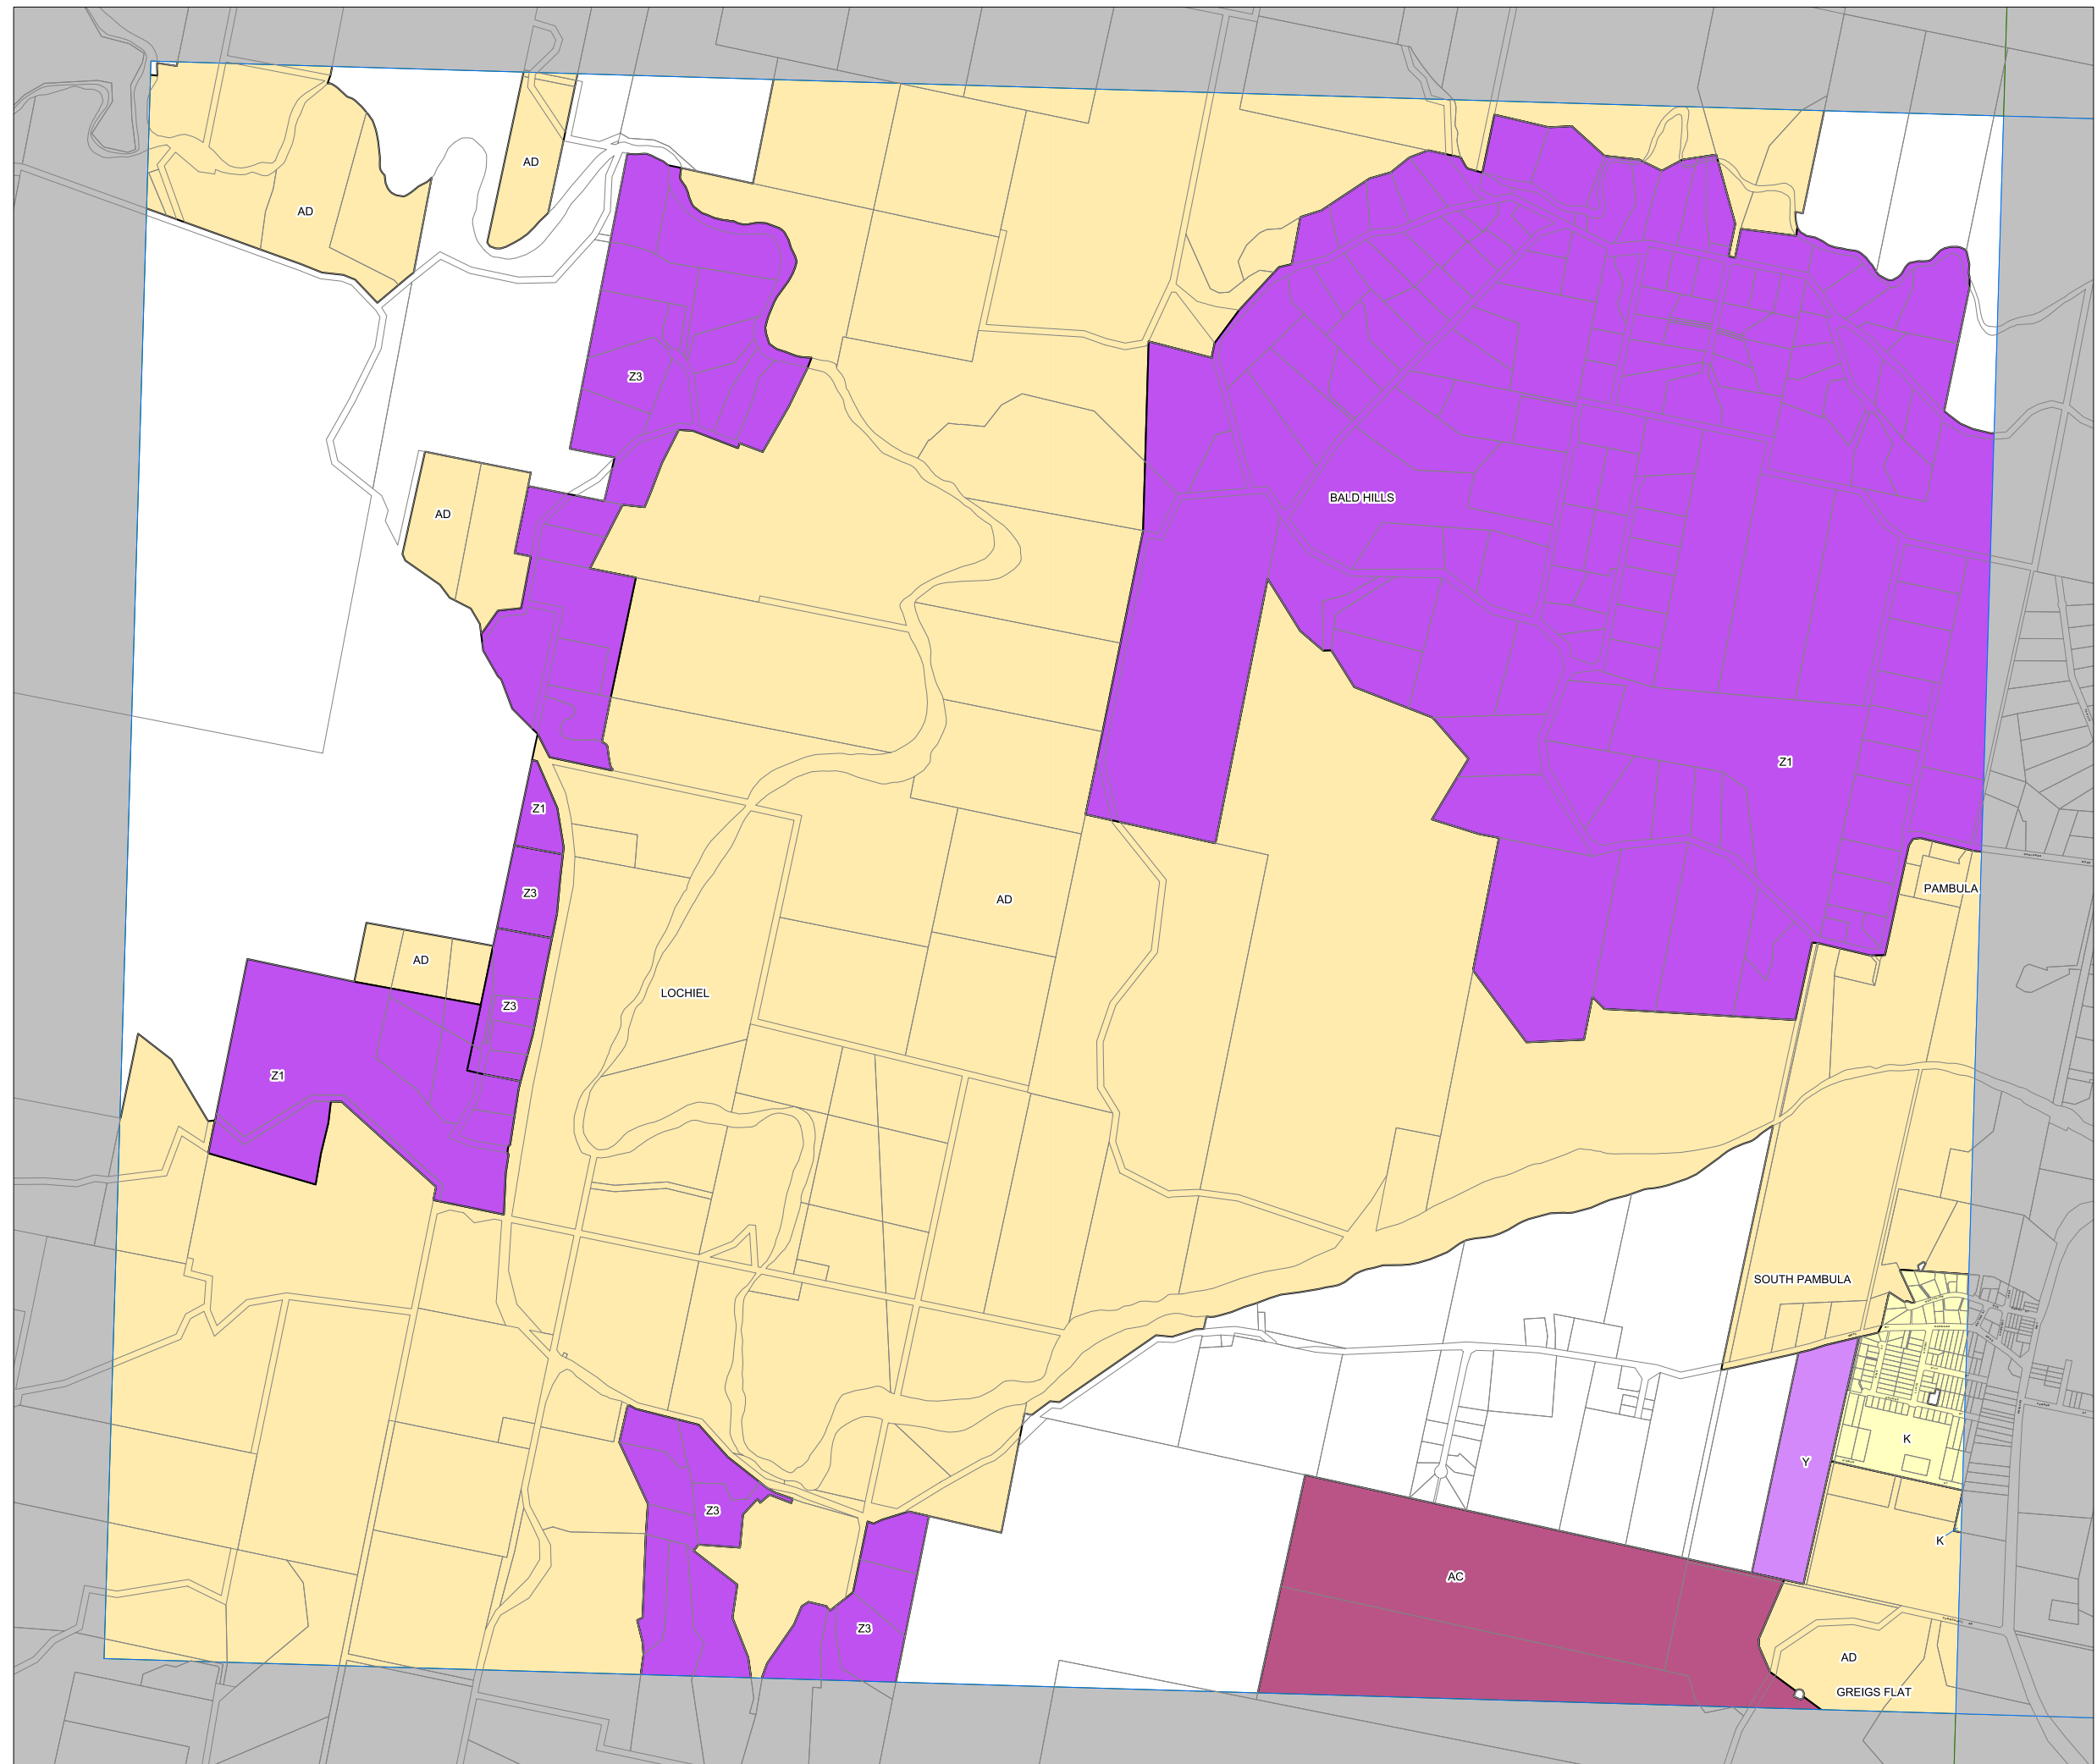 AD
AD
Z3
BALD HILLS
AD
Z1
Z1
Z3
PAMBULA
AD
AD
LOCHIEL
Z3
Z1
SOUTH PAMBULA
K
Y
Z3
K
AC
Z3
AD
GREIGS FLAT